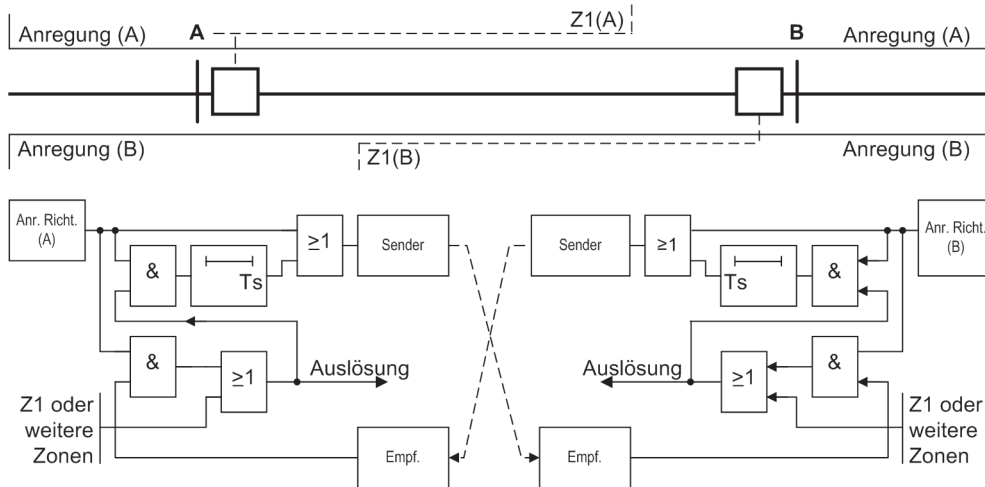 Z1(A)
Anregung (A) A B Anregung (A)
Anregung (B) Anregung (B)
Z1(B)
Anr. Richt.
(A)
≥1
Sender
Sender
≥1
Anr. Richt.
(B)
&
Ts
Ts
&
&
≥1
Auslösung
Auslösung
≥1
&
Z1 oder
weitere
Zonen
Empf.
Empf.
Z1 oder
weitere
Zonen